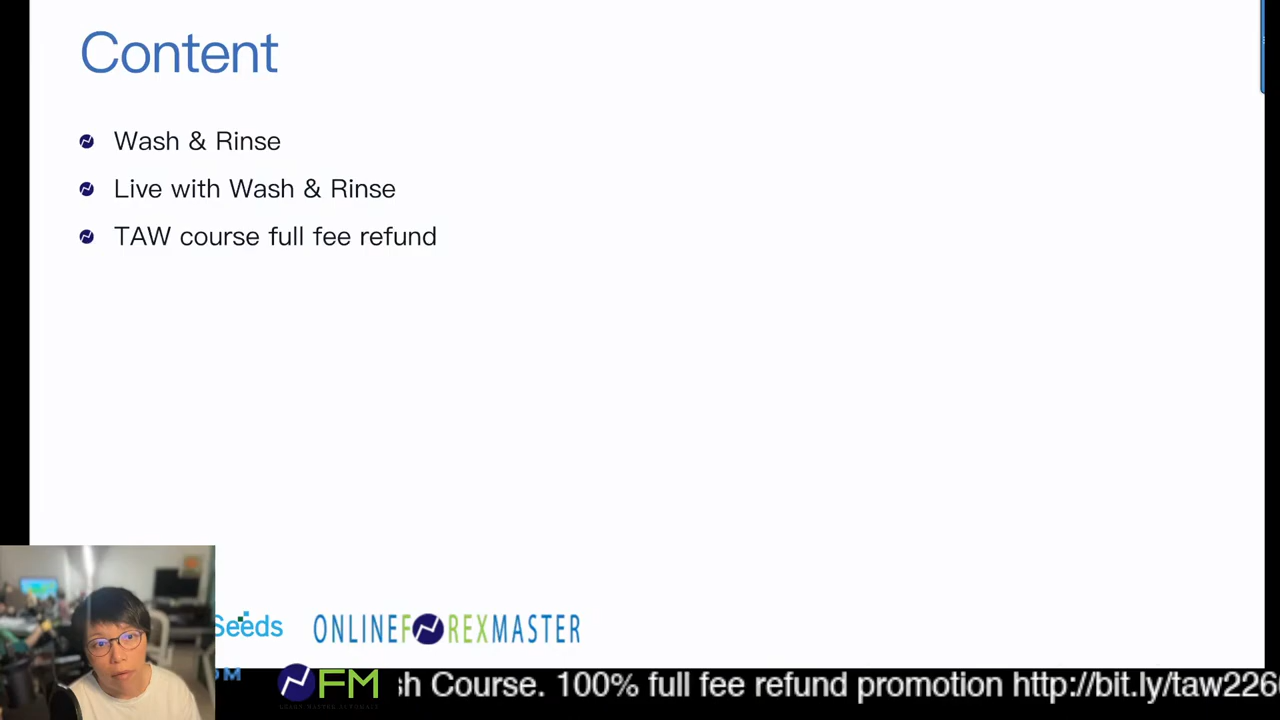 Content
Wash & Rinse
Live with Wash & Rinse
TAW course full fee refund
Seeds
ONLINEFOREXMASTER
OM
FM
sh Course. 100% full fee refund promotion http://bit.ly/taw226